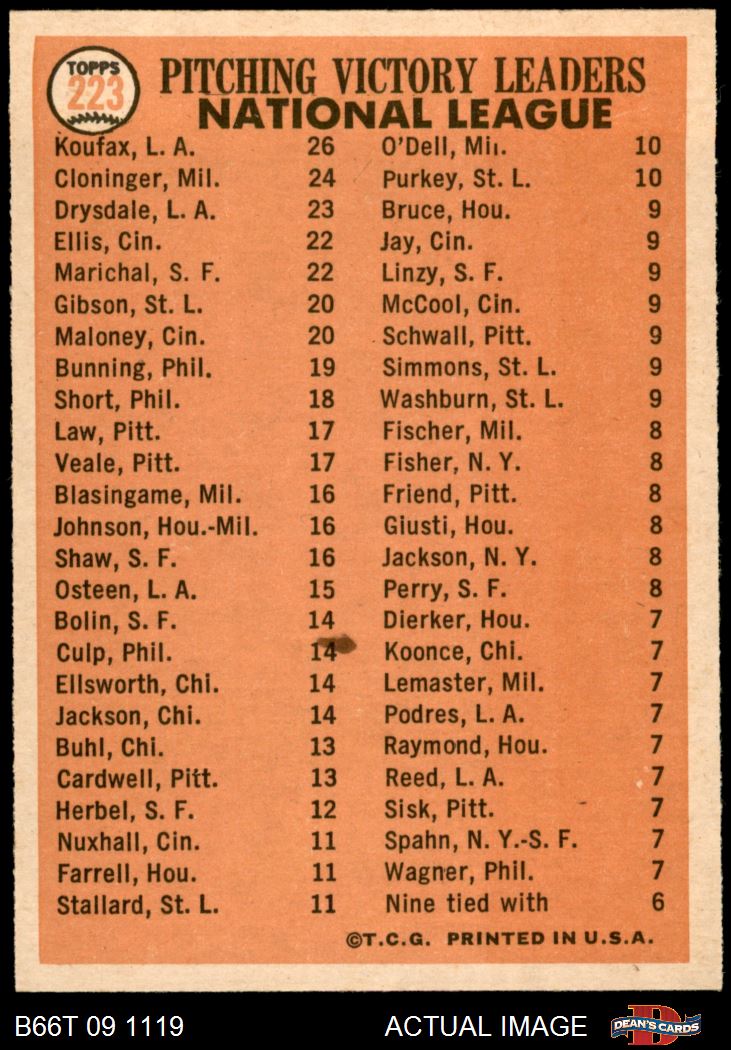 TOPPS
223
PITCHING VICTORY LEADERS
NATIONAL LEAGUE
Koufax, L. A. 26
Cloninger, Mil. 24
Drysdale, L. A. 23
Ellis, Cin. 22
Marichal, S. F. 22
Gibson, St. L. 20
Maloney, Cin. 20
Bunning, Phil. 19
Short, Phil. 18
Law, Pitt. 17
Veale, Pitt. 17
Blasingame, Mil. 16
Johnson, Hou.-Mil. 16
Shaw, S. F. 16
Osteen, L. A. 15
Bolin, S. F. 14
Culp, Phil. 14
Ellsworth, Chi. 14
Jackson, Chi. 14
Buhl, Chi. 13
Cardwell, Pitt. 13
Herbel, S. F. 12
Nuxhall, Cin. 11
Farrell, Hou. 11
Stallard, St. L. 11
O'Dell, Mil. 10
Purkey, St. L. 10
Bruce, Hou. 9
Jay, Cin. 9
Linzy, S. F. 9
McCool, Cin. 9
Schwall, Pitt. 9
Simmons, St. L. 9
Washburn, St. L. 9
Fischer, Mil. 8
Fisher, N. Y. 8
Friend, Pitt. 8
Giusti, Hou. 8
Jackson, N. Y. 8
Perry, S. F. 8
Dierker, Hou. 7
Koonce, Chi. 7
Lemaster, Mil. 7
Podres, L. A. 7
Raymond, Hou. 7
Reed, L. A. 7
Sisk, Pitt. 7
Spahn, N. Y.-S. F. 7
Wagner, Phil. 7
Nine tied with 6
©T.C.G. PRINTED IN U.S.A.
B66T 09 1119
ACTUAL IMAGE
D
DEAN'S CARDS